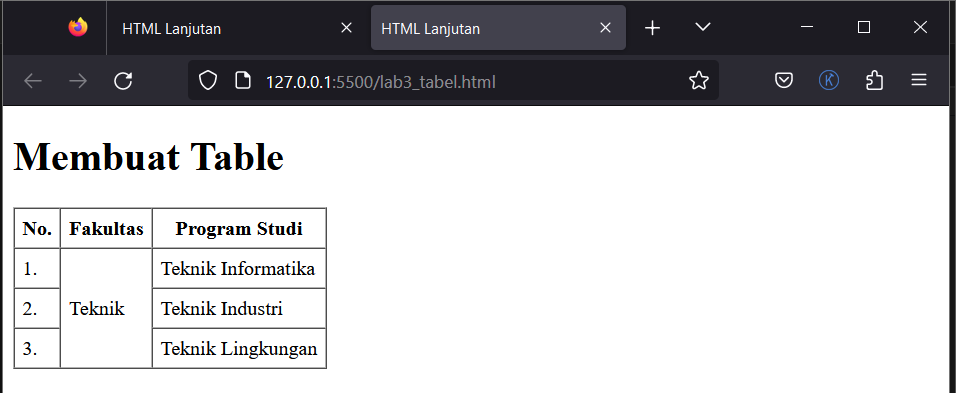 HTML Lanjutan HTML Lanjutan
127.0.0.1:5500/lab3_tabel.html
Membuat Table
No. Fakultas Program Studi
1. Teknik Informatika
2. Teknik Teknik Industri
3. Teknik Lingkungan